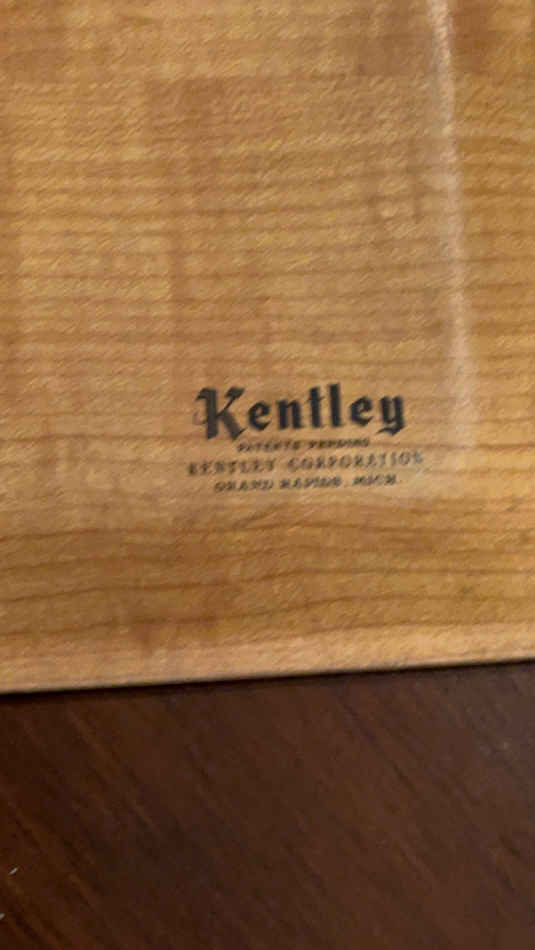 Kentley
PATENTS PENDING
KENTLEY CORPORATION
GRAND RAPIDS, MICH.